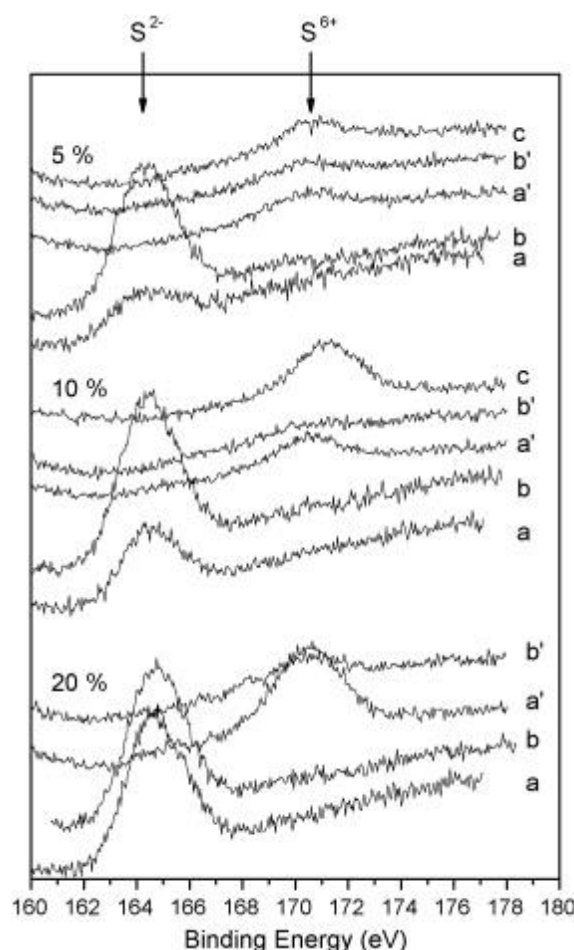 S2- S6+
5 %
c
b'
a'
b
a
10 %
c
b'
a'
b
a
20 %
b'
a'
b
a
160 162 164 166 168 170 172 174 176 178 180
Binding Energy (eV)